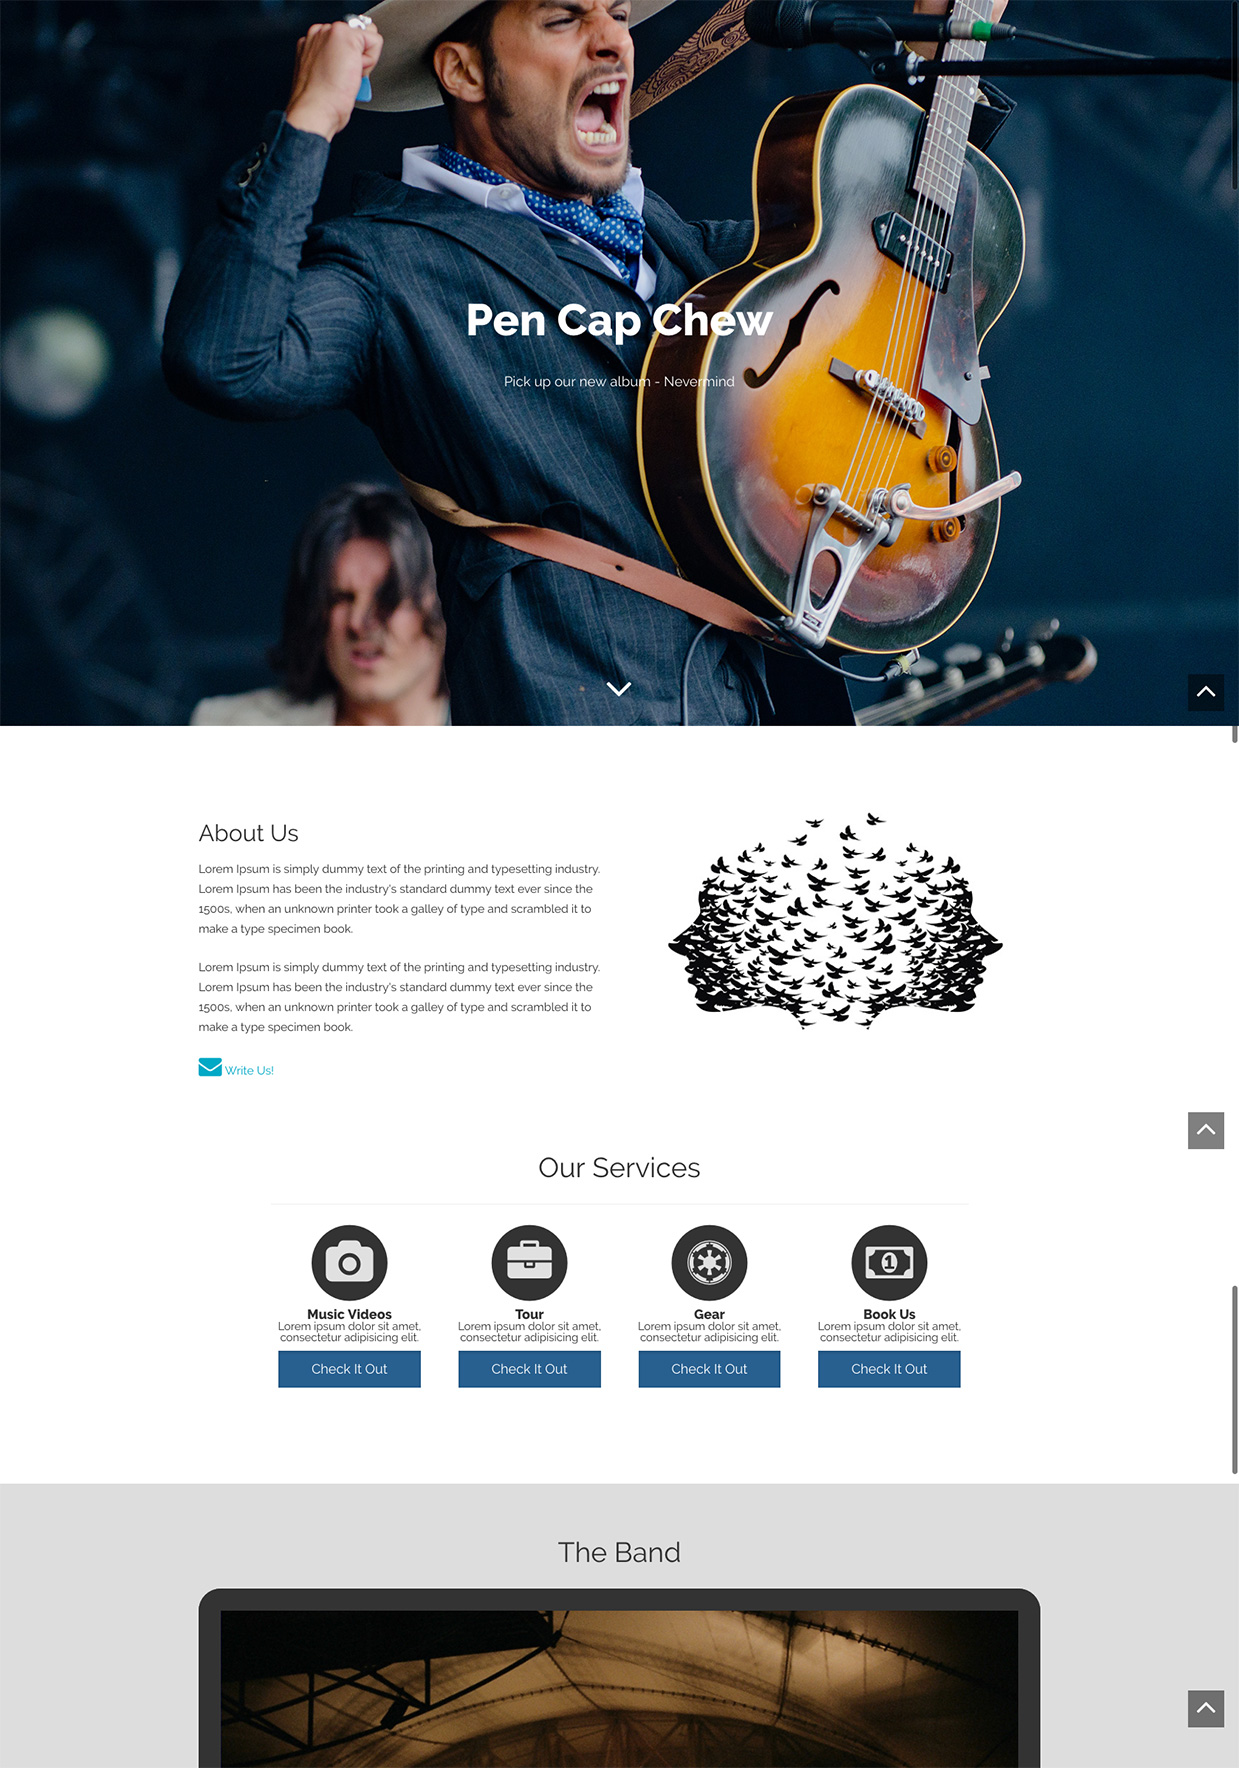 Pen Cap Chew
Pick up our new album - Nevermind
About Us
Lorem Ipsum is simply dummy text of the printing and typesetting industry.
Lorem Ipsum has been the industry's standard dummy text ever since the
1500s, when an unknown printer took a galley of type and scrambled it to
make a type specimen book.
Lorem Ipsum is simply dummy text of the printing and typesetting industry.
Lorem Ipsum has been the industry's standard dummy text ever since the
1500s, when an unknown printer took a galley of type and scrambled it to
make a type specimen book.
Write Us!
Our Services
1
Music Videos
Lorem ipsum dolor sit amet,
consectetur adipisicing elit.
Check It Out
Tour
Lorem ipsum dolor sit amet,
consectetur adipisicing elit.
Check It Out
Gear
Lorem ipsum dolor sit amet,
consectetur adipisicing elit.
Check It Out
Book Us
Lorem ipsum dolor sit amet,
consectetur adipisicing elit.
Check It Out
The Band